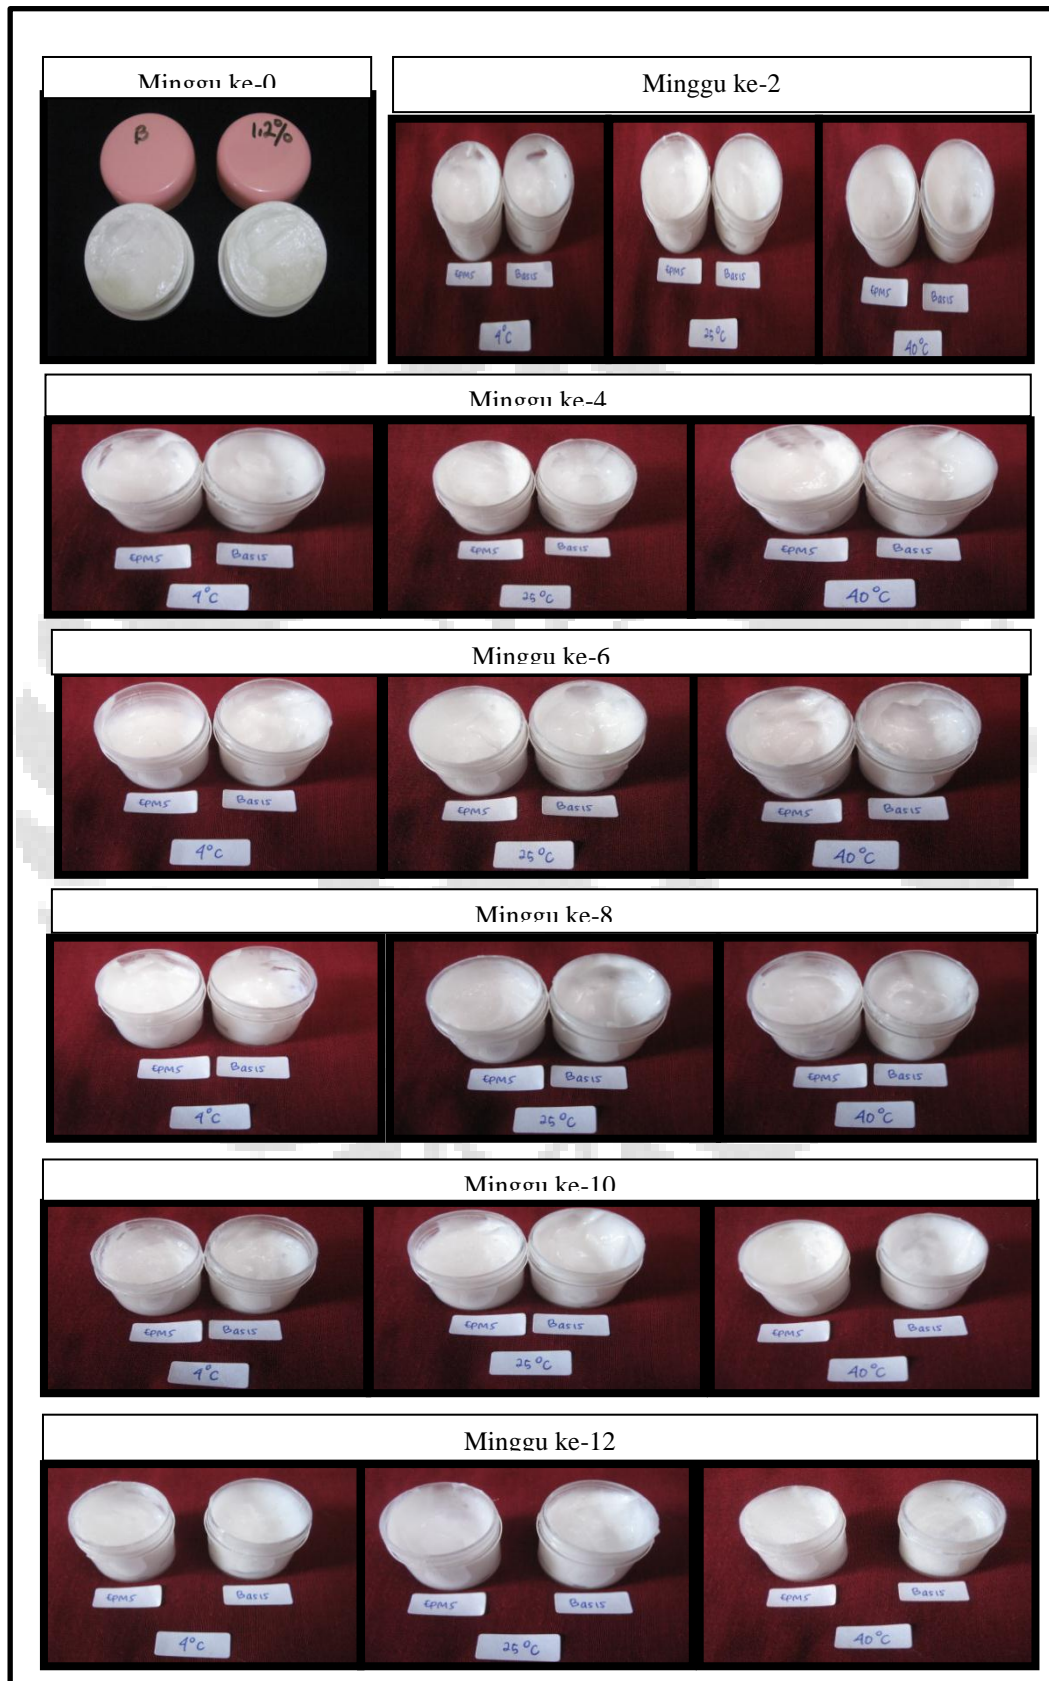 Minggu ke-0
B
1,2%
Minggu ke-2
EPMS Basis
4°C
EPMS Basis
25°C
EPMS Basis
40°C
Minggu ke-4
EPMS Basis
4°C
EPMS Basis
25°C
EPMS Basis
40°C
Minggu ke-6
EPMS Basis
4°C
EPMS Basis
25°C
EPMS Basis
40°C
Minggu ke-8
EPMS Basis
4°C
EPMS Basis
25°C
EPMS Basis
40°C
Minggu ke-10
EPMS Basis
4°C
EPMS Basis
25°C
EPMS Basis
40°C
Minggu ke-12
EPMS Basis
4°C
EPMS Basis
25°C
EPMS Basis
40°C